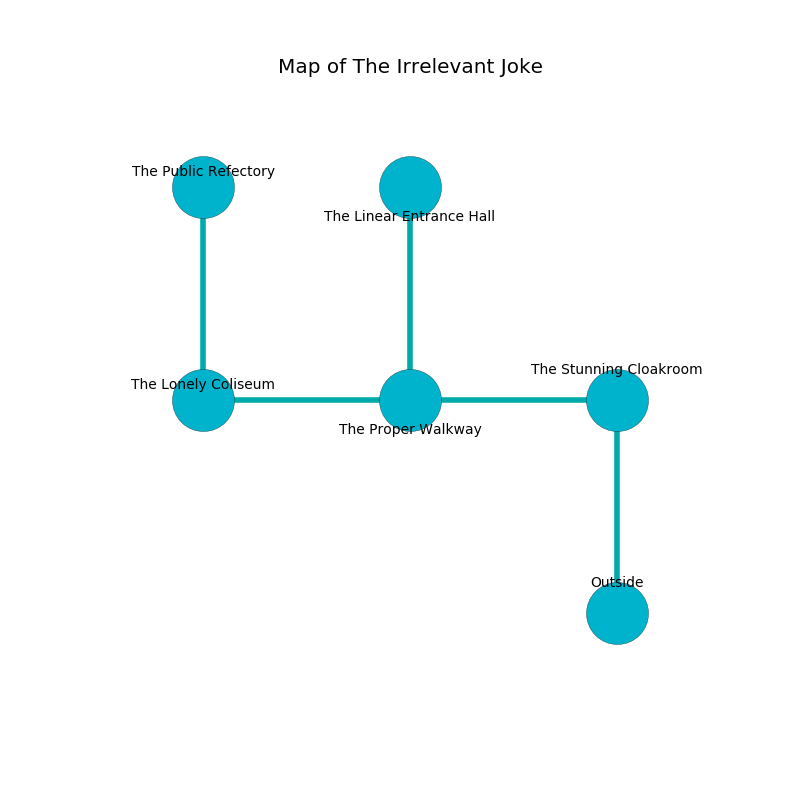 Map of The Irrelevant Joke
The Public Refectory
The Linear Entrance Hall
The Stunning Cloakroom
The Lonely Coliseum
The Proper Walkway
Outside